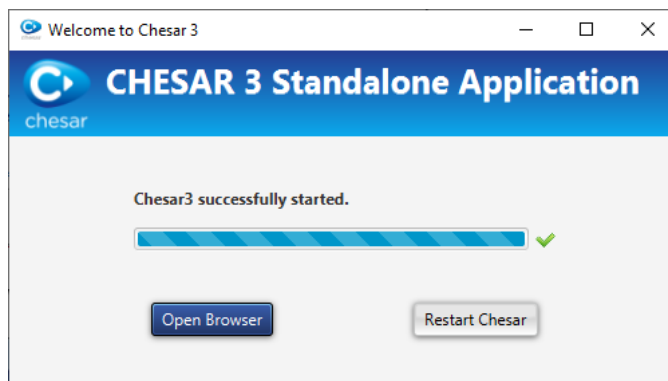 Welcome to Chesar 3
CHESAR 3 Standalone Application
chesar
Chesar3 successfully started.
Open Browser
Restart Chesar